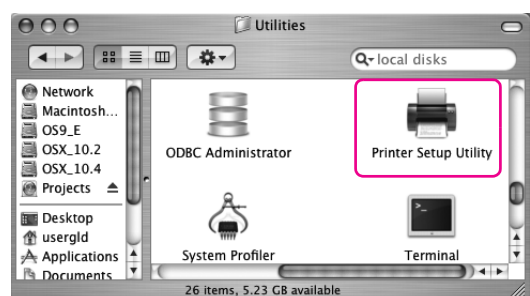 Utilities
local disks
Network
Macintosh...
OS9_E
OSX_10.2
OSX_10.4
Projects
Desktop
usergld
Applications
Documents
ODBC Administrator
Printer Setup Utility
System Profiler
>_
Terminal
26 items, 5.23 GB available